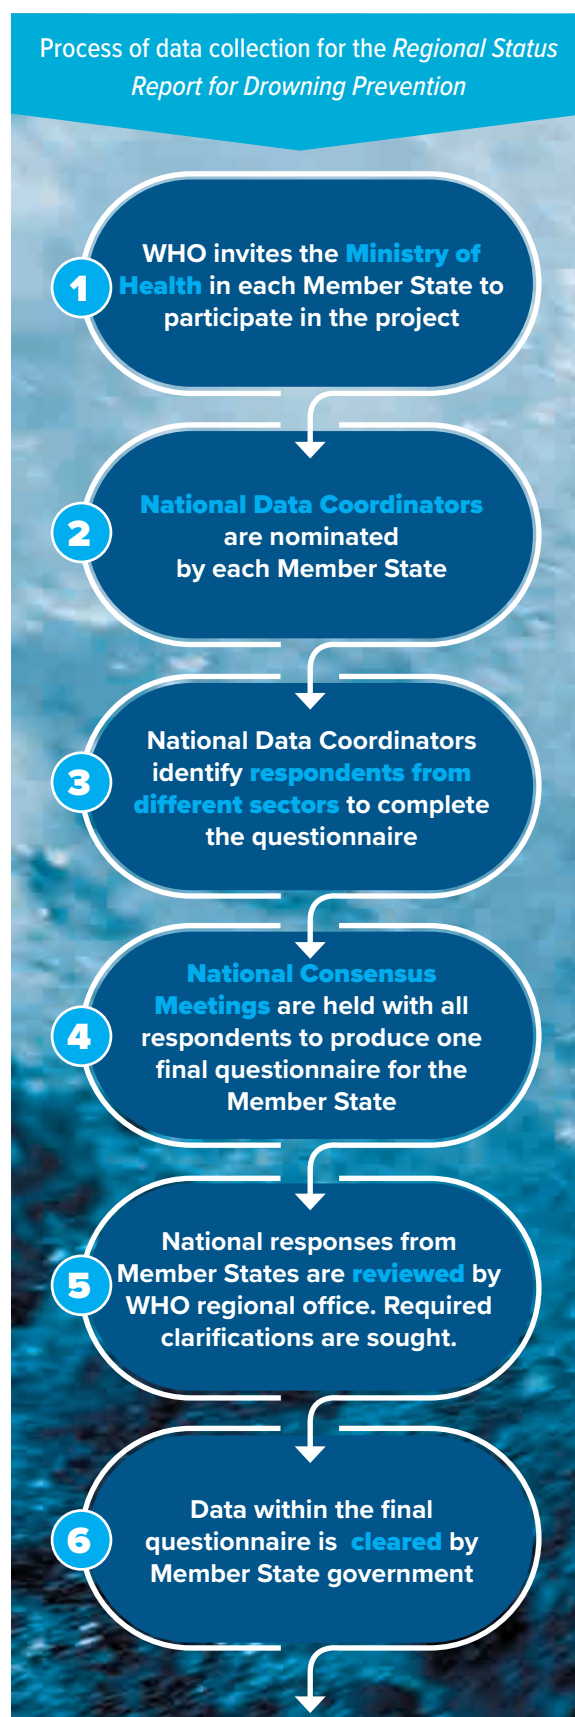 Process of data collection for the Regional Status
Report for Drowning Prevention
1
WHO invites the Ministry of
Health in each Member State to
participate in the project
2
National Data Coordinators
are nominated
by each Member State
3
National Data Coordinators
identify respondents from
different sectors to complete
the questionnaire
4
National Consensus
Meetings are held with all
respondents to produce one
final questionnaire for the
Member State
5
National responses from
Member States are reviewed by
WHO regional office. Required
clarifications are sought.
6
Data within the final
questionnaire is cleared by
Member State government